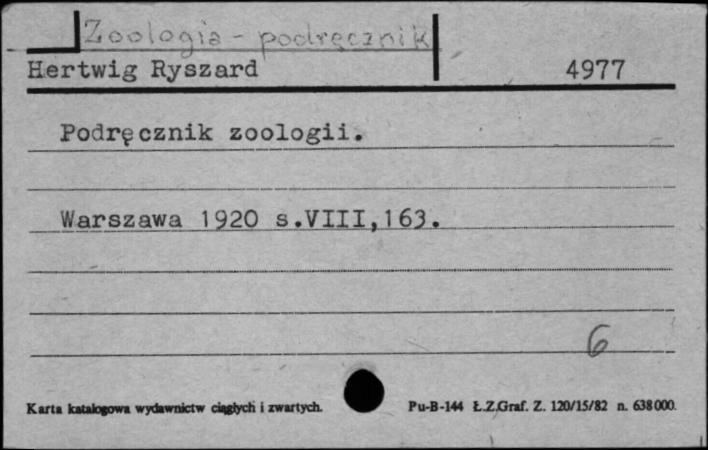 Zoologia - podręcznik
Hertwig Ryszard 4977
Podręcznik zoologii.
Warszawa 1920 s.VIII,163.
6
Karta katalogowa wydawnictw ciągłych i zwartych. Pu-B-144 Ł.Z.Graf. Z. 120/15/82 n. 638000.